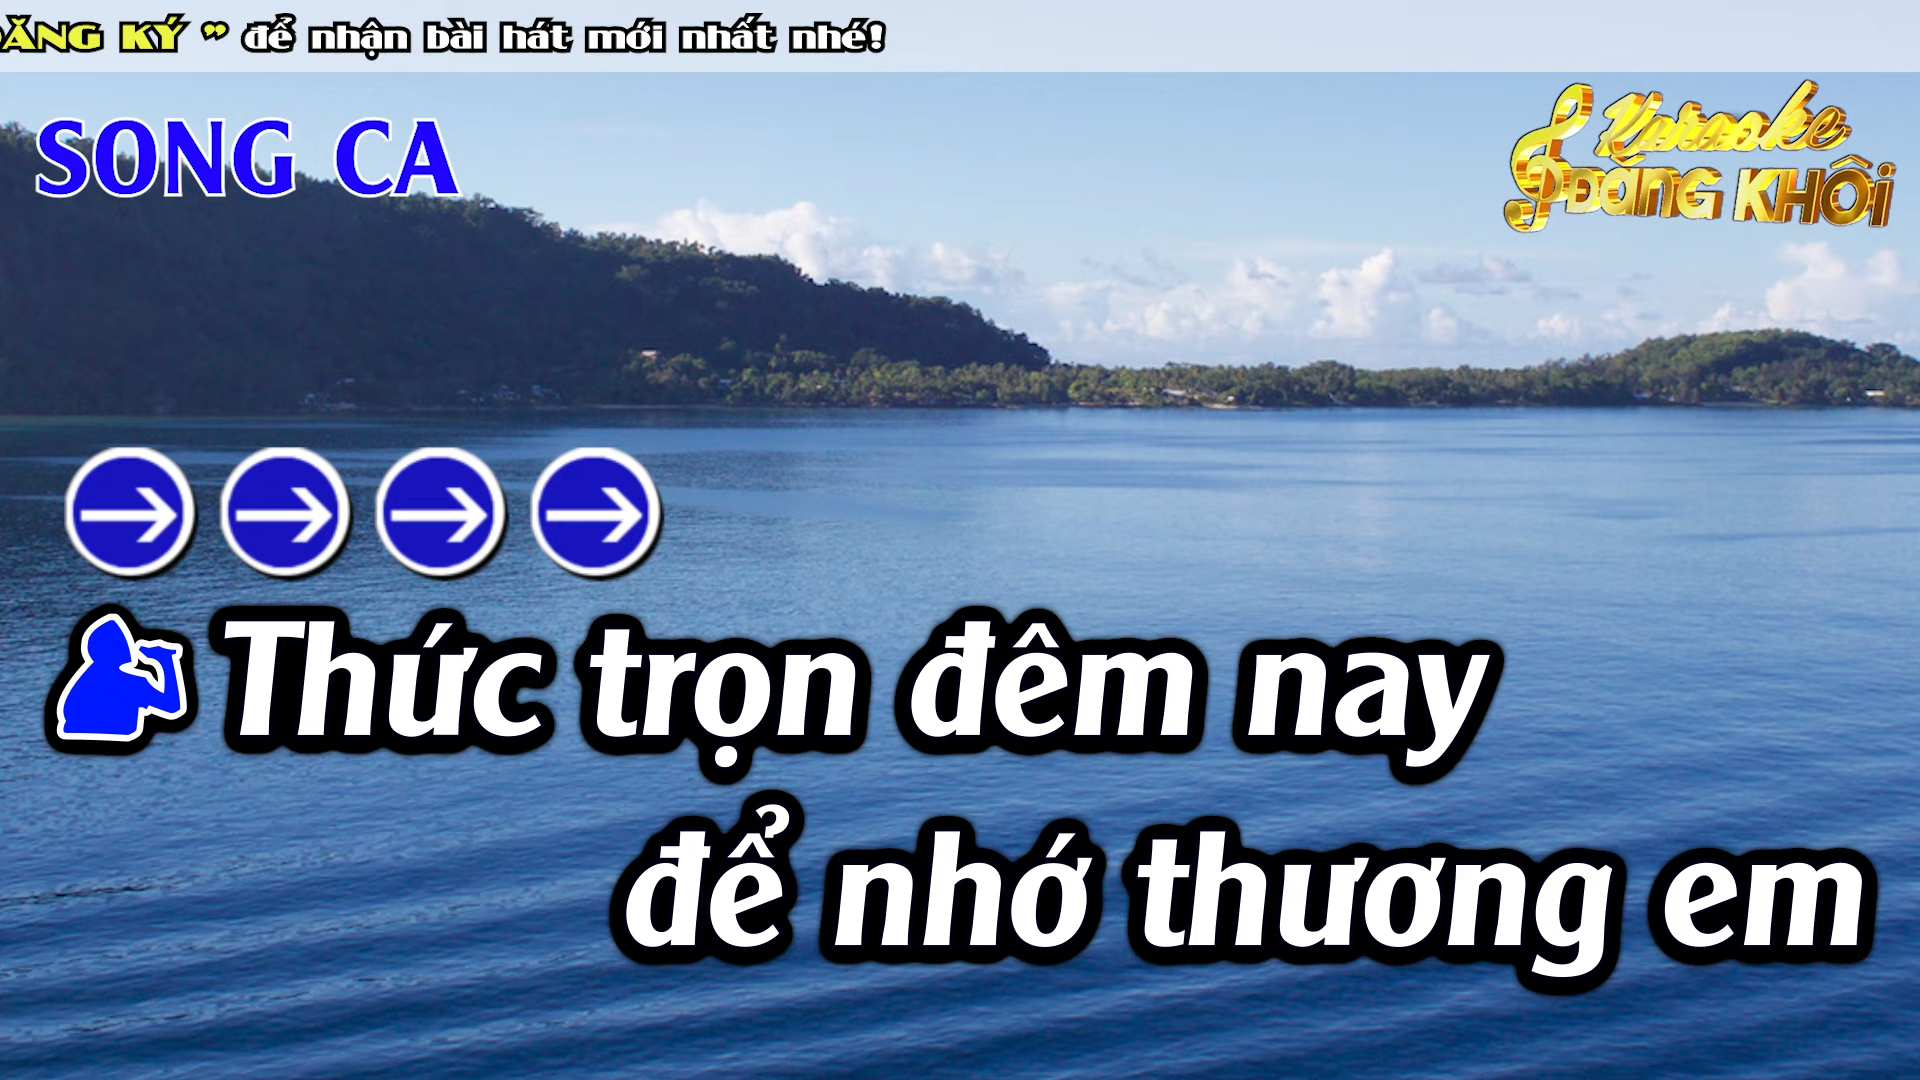 ĂNG KÝ ” để nhận bài hát mới nhất nhé!
SONG CA
Karaoke
ĐĂNG KHÔI
Thức trọn đêm nay
để nhớ thương em